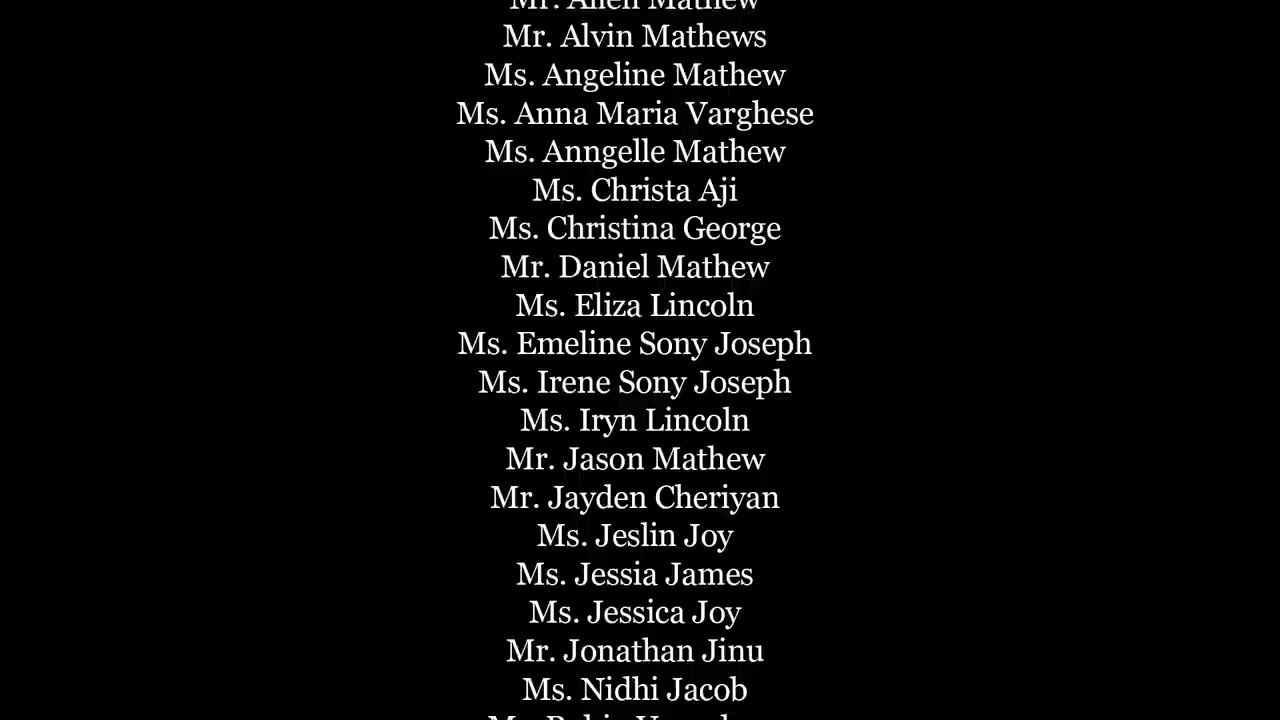 Mr. Allen Mathew
Mr. Alvin Mathews
Ms. Angeline Mathew
Ms. Anna Maria Varghese
Ms. Anngelle Mathew
Ms. Christa Aji
Ms. Christina George
Mr. Daniel Mathew
Ms. Eliza Lincoln
Ms. Emeline Sony Joseph
Ms. Irene Sony Joseph
Ms. Iryn Lincoln
Mr. Jason Mathew
Mr. Jayden Cheriyan
Ms. Jeslin Joy
Ms. Jessia James
Ms. Jessica Joy
Mr. Jonathan Jinu
Ms. Nidhi Jacob